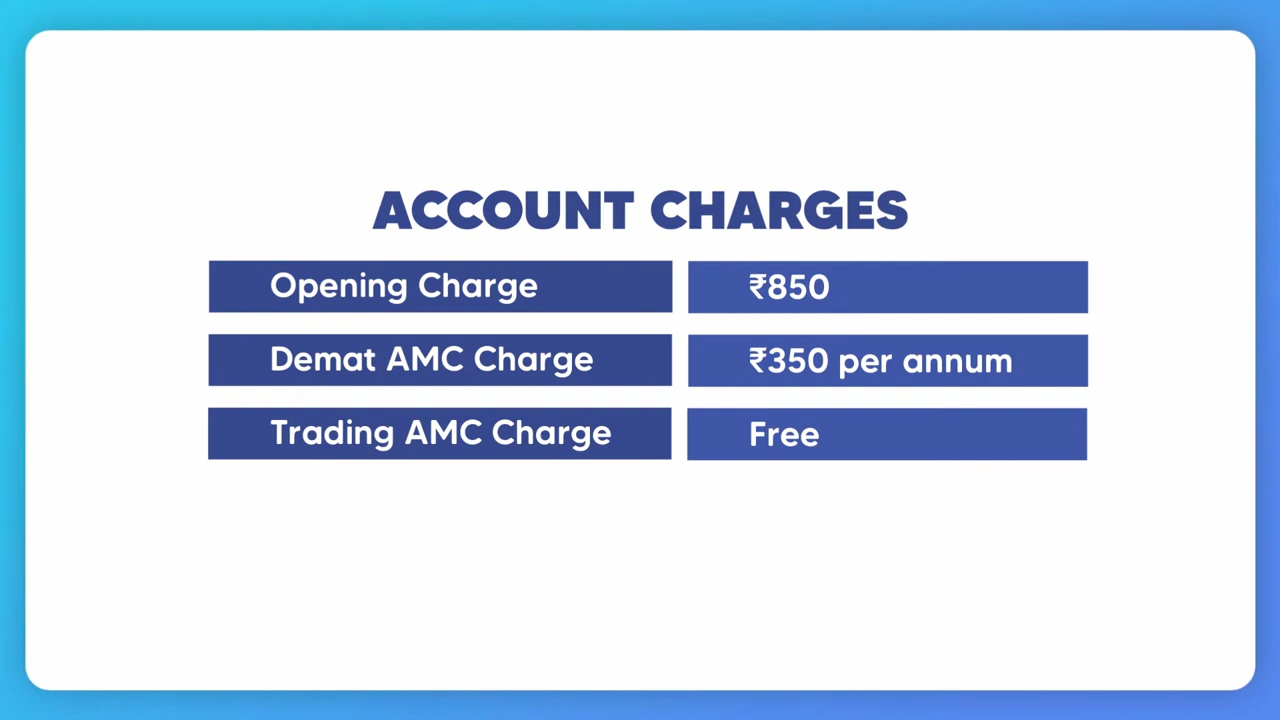 ACCOUNT CHARGES
Opening Charge ₹850
Demat AMC Charge ₹350 per annum
Trading AMC Charge Free